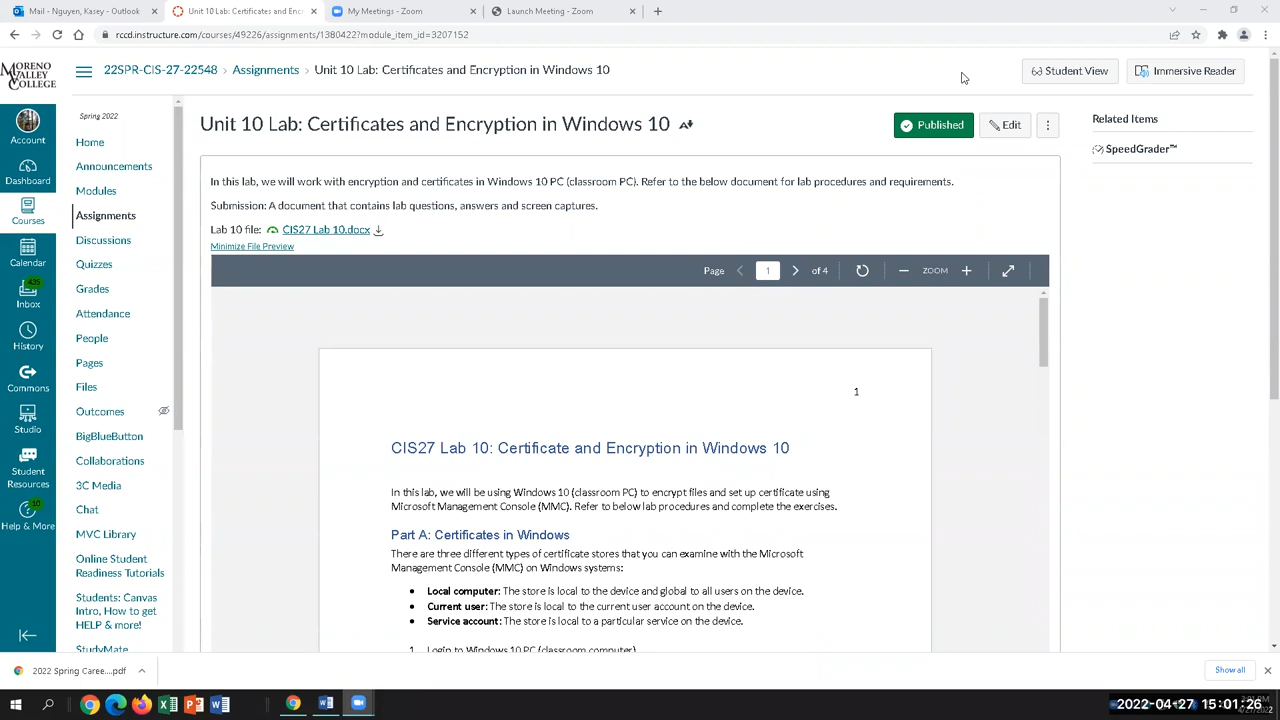 Mail - Nguyen, Kasey - Outlook
Unit 10 Lab: Certificates and Enc
My Meetings - Zoom
Launch Meeting - Zoom
rccd.instructure.com/courses/49226/assignments/1380422?module_item_id=3207152
MORENO
VALLEY
COLLEGE
22SPR-CIS-27-22548 › Assignments › Unit 10 Lab: Certificates and Encryption in Windows 10
Student View
Immersive Reader
Account
Dashboard
Courses
Calendar
435
Inbox
History
Commons
Studio
Student
Resources
10
Help & More
Spring 2022
Home
Announcements
Modules
Assignments
Discussions
Quizzes
Grades
Attendance
People
Pages
Files
Outcomes
BigBlueButton
Collaborations
3C Media
Chat
MVC Library
Online Student
Readiness Tutorials
Students: Canvas
Intro, How to get
HELP & more!
StudyMate
Unit 10 Lab: Certificates and Encryption in Windows 10
Published
Edit
Related Items
SpeedGrader™
In this lab, we will work with encryption and certificates in Windows 10 PC (classroom PC). Refer to the below document for lab procedures and requirements.
Submission: A document that contains lab questions, answers and screen captures.
Lab 10 file: CIS27 Lab 10.docx
Minimize File Preview
Page 1 of 4 ZOOM
1
CIS27 Lab 10: Certificate and Encryption in Windows 10
In this lab, we will be using Windows 10 (classroom PC) to encrypt files and set up certificate using
Microsoft Management Console (MMC). Refer to below lab procedures and complete the exercises.
Part A: Certificates in Windows
There are three different types of certificate stores that you can examine with the Microsoft
Management Console (MMC) on Windows systems:
• Local computer: The store is local to the device and global to all users on the device.
• Current user: The store is local to the current user account on the device.
• Service account: The store is local to a particular service on the device.
1. Login to Windows 10 PC (classroom computer)
2022 Spring Caree....pdf
Show all
2022-04-27 15:01:26